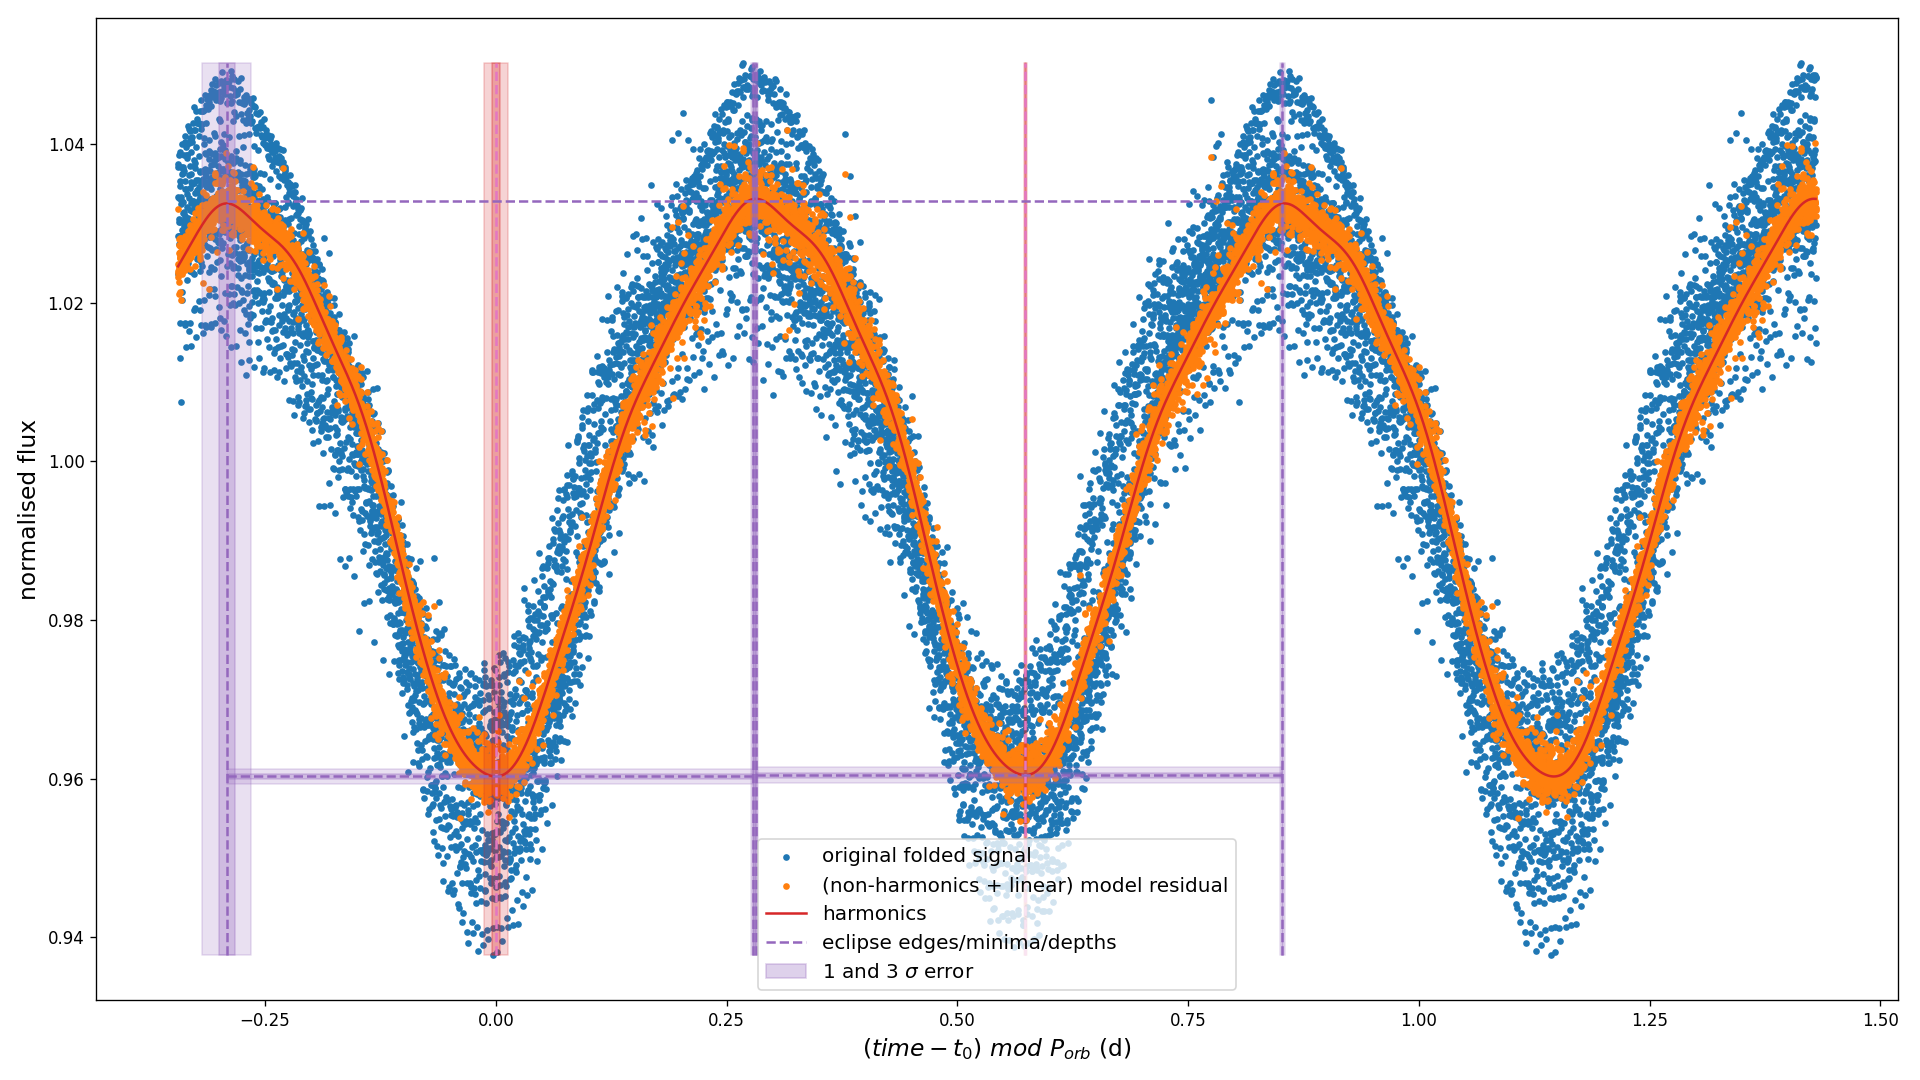 normalised flux
1.04
1.02
1.00
0.98
0.96
0.94
original folded signal
(non-harmonics + linear) model residual
harmonics
eclipse edges/minima/depths
1 and 3 σ error
−0.25
0.00
0.25
0.50
0.75
1.00
1.25
1.50
(time − t₀) mod Pₒᵣb (d)